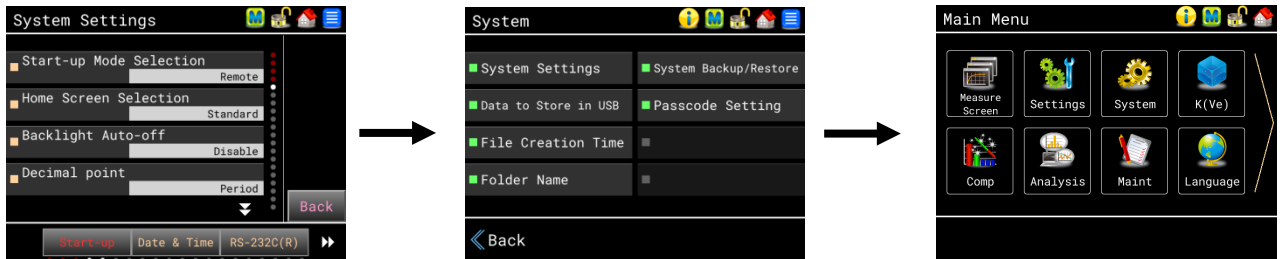 System Settings
M
Start-up Mode Selection
Remote
Home Screen Selection
Standard
Backlight Auto-off
Disable
Decimal point
Period
Back
Start-up
Date & Time
RS-232C(R)
System
i
M
System Settings
System Backup/Restore
Data to Store in USB
Passcode Setting
File Creation Time
Folder Name
Back
Main Menu
i
M
Measure
Screen
Settings
System
K(Ve)
Comp
Analysis
Maint
Language